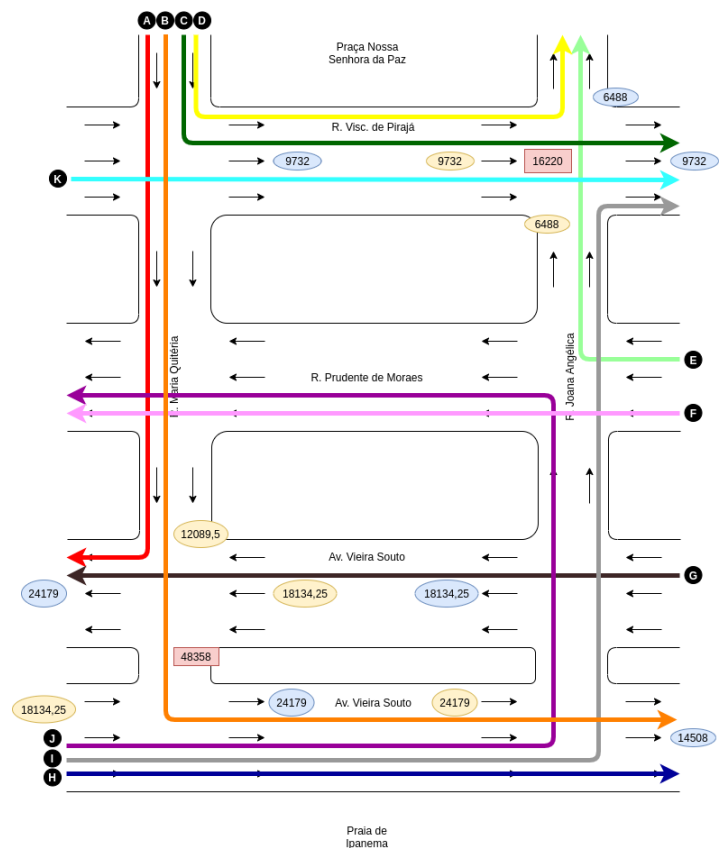 A B C D
Praça Nossa
Senhora da Paz
6488
R. Visc. de Pirajá
9732
9732
16220
9732
K
6488
R. Maria Quitéria
R. Joana Angélica
E
R. Prudente de Moraes
F
12089,5
Av. Vieira Souto
G
24179
18134,25
18134,25
48358
24179
Av. Vieira Souto
24179
18134,25
J
14508
I
H
Praia de
Ipanema